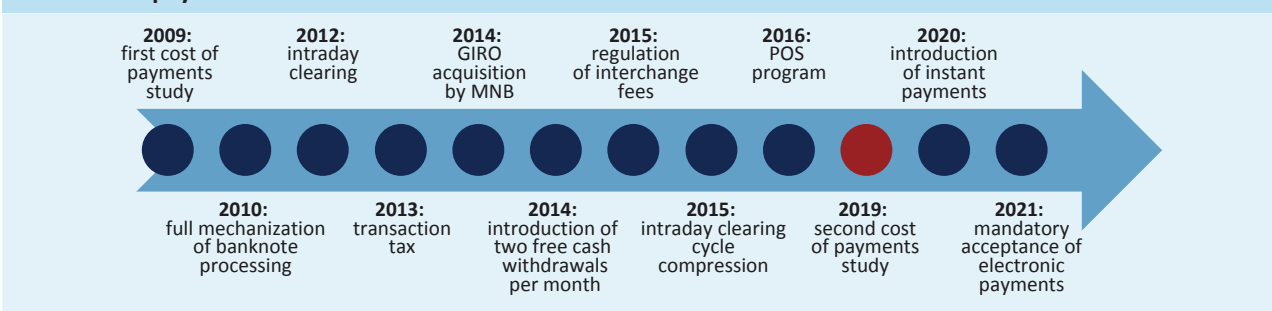 2009:
first cost of
payments
study
2012:
intraday
clearing
2014:
GIRO
acquisition
by MNB
2015:
regulation
of interchange
fees
2016:
POS
program
2020:
introduction
of instant
payments
2010:
full mechanization
of banknote
processing
2013:
transaction
tax
2014:
introduction of
two free cash
withdrawals
per month
2015:
intraday clearing
cycle
compression
2019:
second cost
of payments
study
2021:
mandatory
acceptance of
electronic
payments